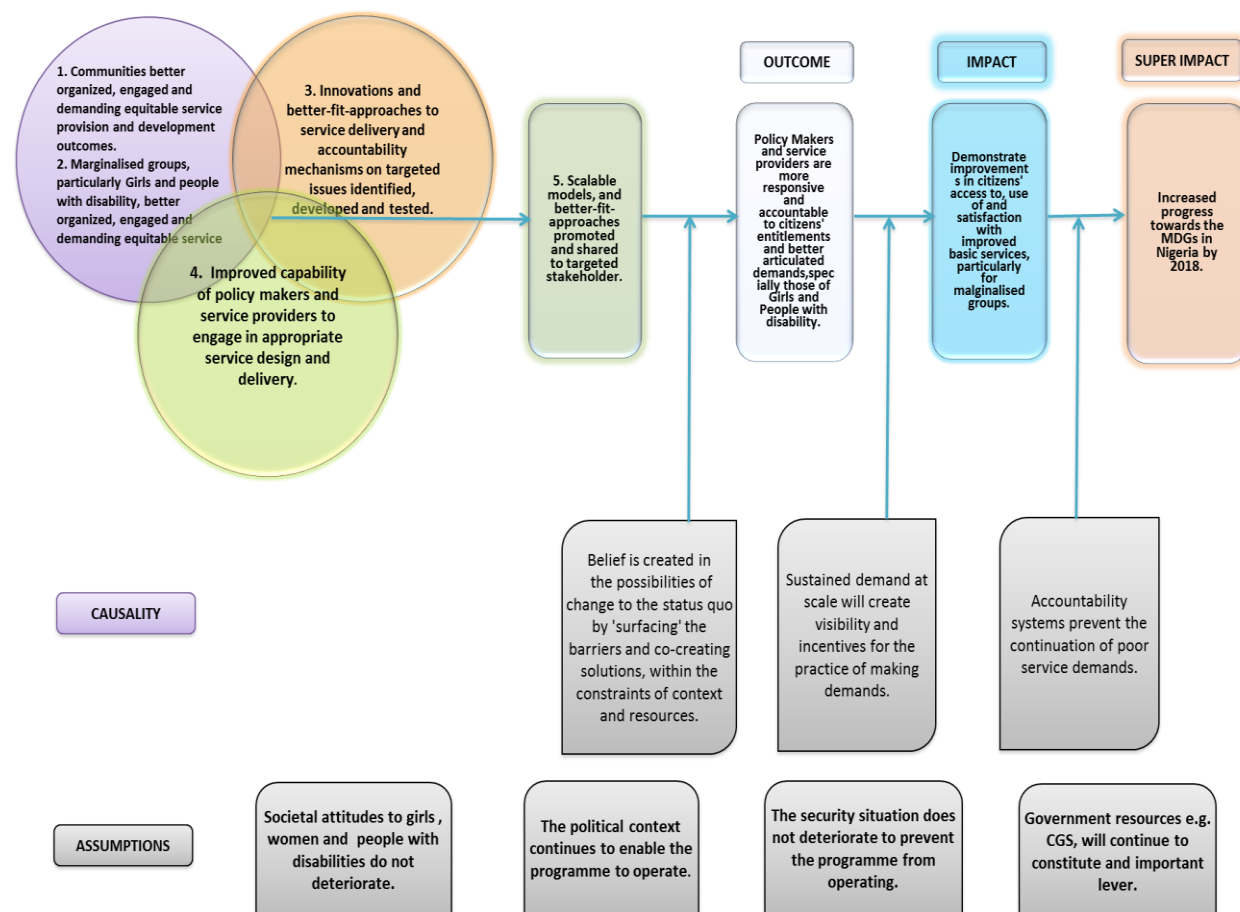 1. Communities better
organized, engaged and
demanding equitable service
provision and development
outcomes.
2. Marginalised groups,
particularly Girls and people
with disability, better
organized, engaged and
demanding equitable service
3. Innovations and
better-fit-approaches to
service delivery and
accountability
mechanisms on targeted
issues identified,
developed and tested.
4. Improved capability
of policy makers and
service providers to
engage in appropriate
service design and
delivery.
5. Scalable
models, and
better-fit-
approaches
promoted
and shared
to targeted
stakeholder.
OUTCOME
Policy Makers
and service
providers are
more
responsive
and
accountable
to citizens'
entitlements
and better
articulated
demands,spec
ially those of
Girls and
People with
disability.
IMPACT
Demonstrate
improvement
s in citizens'
access to, use
of and
satisfaction
with
improved
basic services,
particularly
for
malginalised
groups.
SUPER IMPACT
Increased
progress
towards the
MDGs in
Nigeria by
2018.
CAUSALITY
Belief is created in
the possibilities of
change to the status quo
by 'surfacing' the
barriers and co-creating
solutions, within the
constraints of context
and resources.
Sustained demand at
scale will create
visibility and
incentives for the
practice of making
demands.
Accountability
systems prevent the
continuation of poor
service demands.
ASSUMPTIONS
Societal attitudes to girls ,
women and people with
disabilities do not
deteriorate.
The political context
continues to enable the
programme to operate.
The security situation does
not deteriorate to prevent
the programme from
operating.
Government resources e.g.
CGS, will continue to
constitute and important
lever.